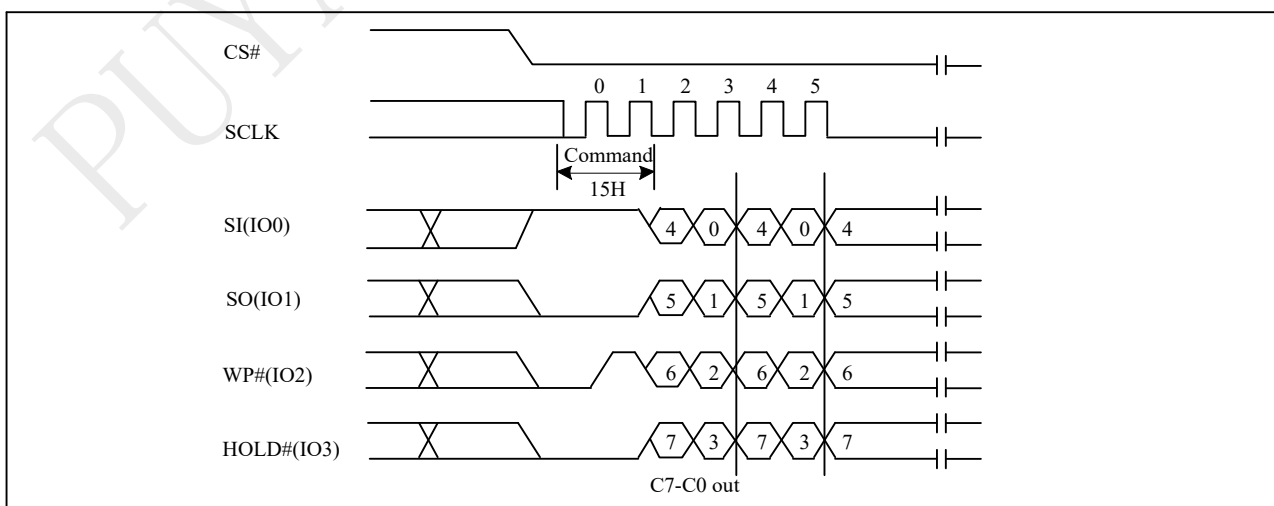 PUYA
CS#
0 1 2 3 4 5
SCLK
Command
15H
SI(IO0) 4 0 4 0 4
SO(IO1) 5 1 5 1 5
WP#(IO2) 6 2 6 2 6
HOLD#(IO3) 7 3 7 3 7
C7-C0 out